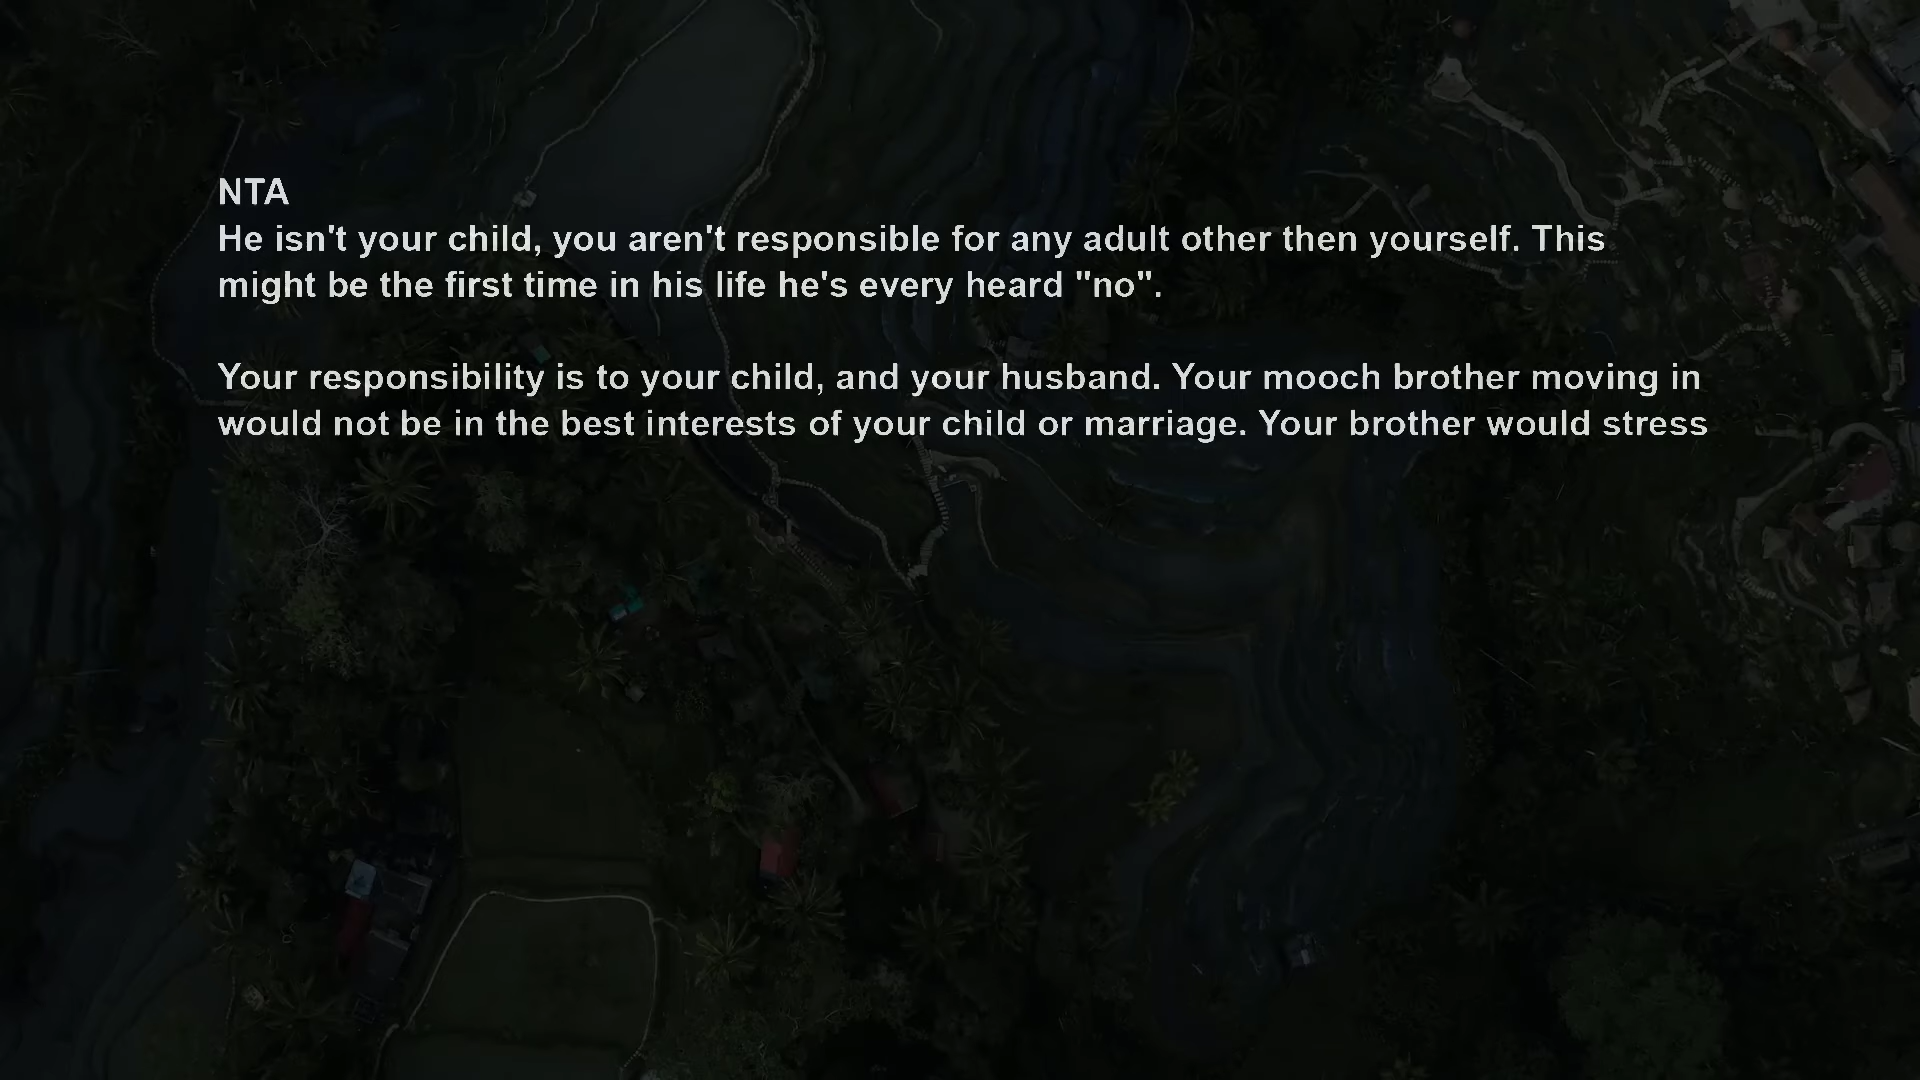 NTA
He isn't your child, you aren't responsible for any adult other then yourself. This
might be the first time in his life he's every heard "no".
Your responsibility is to your child, and your husband. Your mooch brother moving in
would not be in the best interests of your child or marriage. Your brother would stress